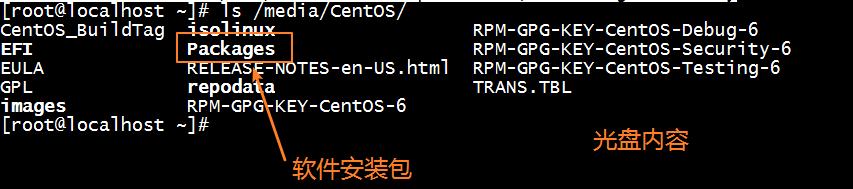 [root@localhost ~]# ls /media/CentOS/
CentOS_BuildTag isolinux RPM-GPG-KEY-CentOS-Debug-6
EFI Packages RPM-GPG-KEY-CentOS-Security-6
EULA RELEASE-NOTES-en-US.html RPM-GPG-KEY-CentOS-Testing-6
GPL repodata TRANS.TBL
images RPM-GPG-KEY-CentOS-6
[root@localhost ~]#
光盘内容
软件安装包